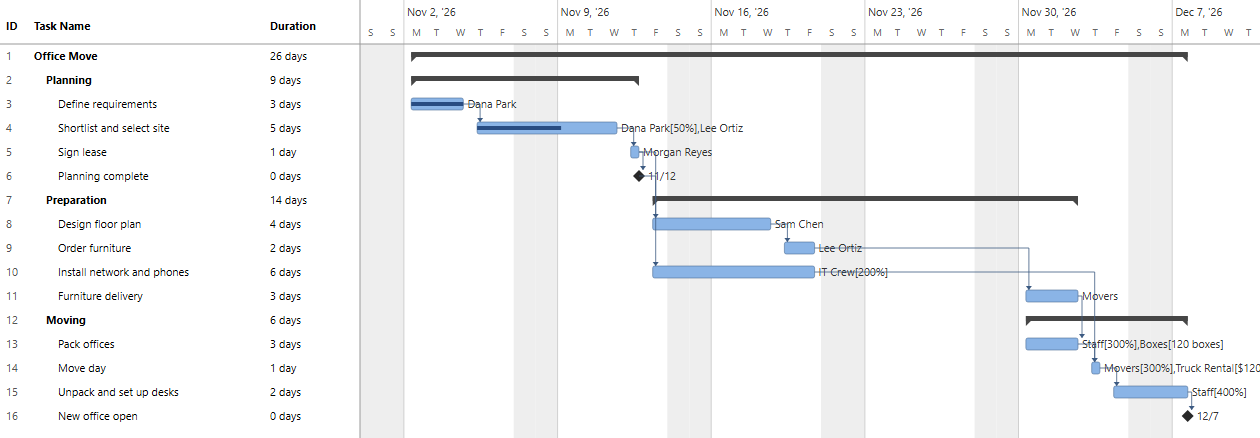 Nov 2, '26 Nov 9, '26 Nov 16, '26 Nov 23, '26 Nov 30, '26 Dec 7, '26
ID Task Name Duration S S M T W T F S S M T W T F S S M T W T F S S M T W T F S S M T W T F S S M T W T
1 Office Move 26 days
2 Planning 9 days
3 Define requirements 3 days Dana Park
4 Shortlist and select site 5 days Dana Park[50%],Lee Ortiz
5 Sign lease 1 day Morgan Reyes
6 Planning complete 0 days 11/12
7 Preparation 14 days
8 Design floor plan 4 days Sam Chen
9 Order furniture 2 days Lee Ortiz
10 Install network and phones 6 days IT Crew[200%]
11 Furniture delivery 3 days Movers
12 Moving 6 days
13 Pack offices 3 days Staff[300%],Boxes[120 boxes]
14 Move day 1 day Movers[300%],Truck Rental[$120
15 Unpack and set up desks 2 days Staff[400%]
16 New office open 0 days 12/7